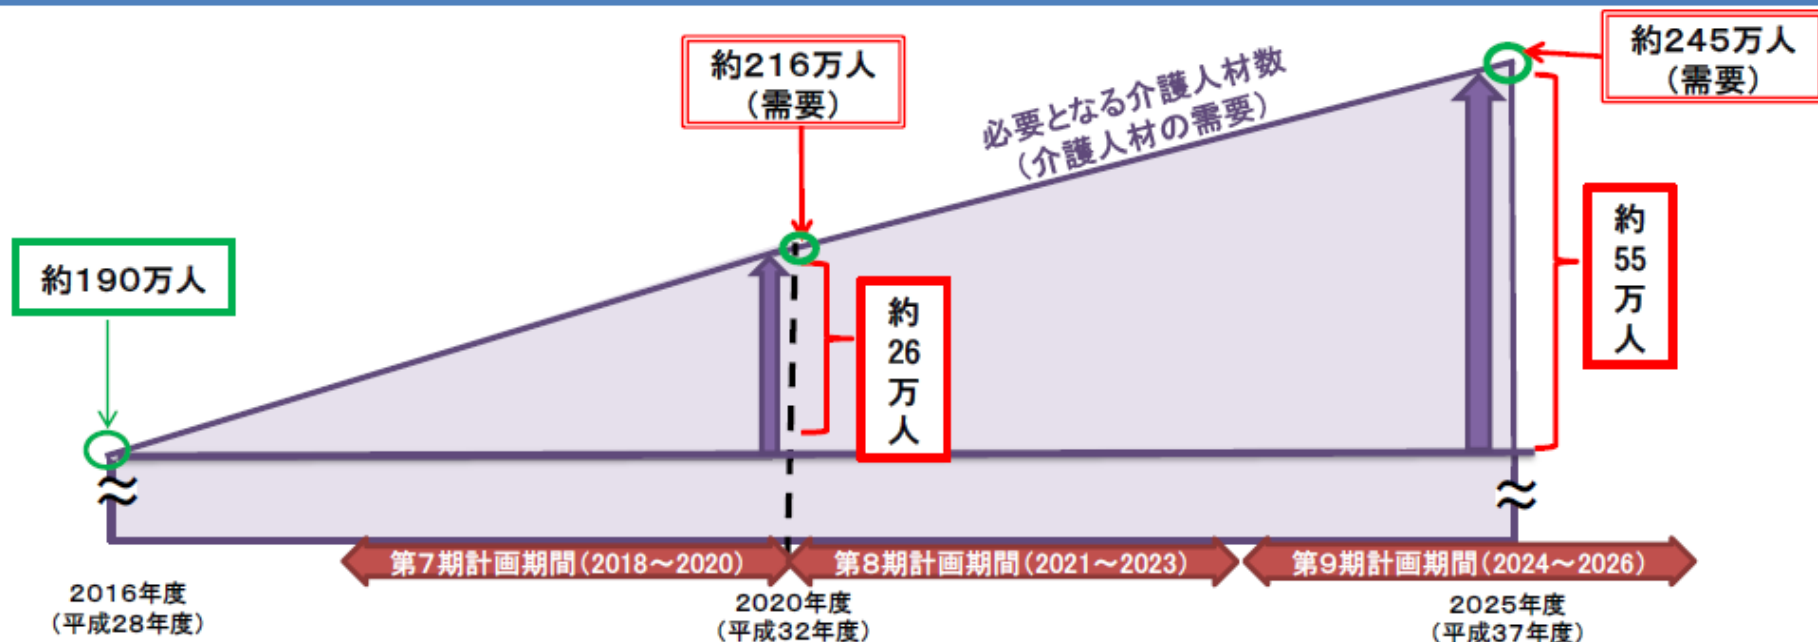 約216万人
(需要)
約245万人
(需要)
必要となる介護人材数
(介護人材の需要)
約190万人
約
26
万
人
約
55
万
人
第7期計画期間(2018～2020)
第8期計画期間(2021～2023)
第9期計画期間(2024～2026)
2016年度
(平成28年度)
2020年度
(平成32年度)
2025年度
(平成37年度)